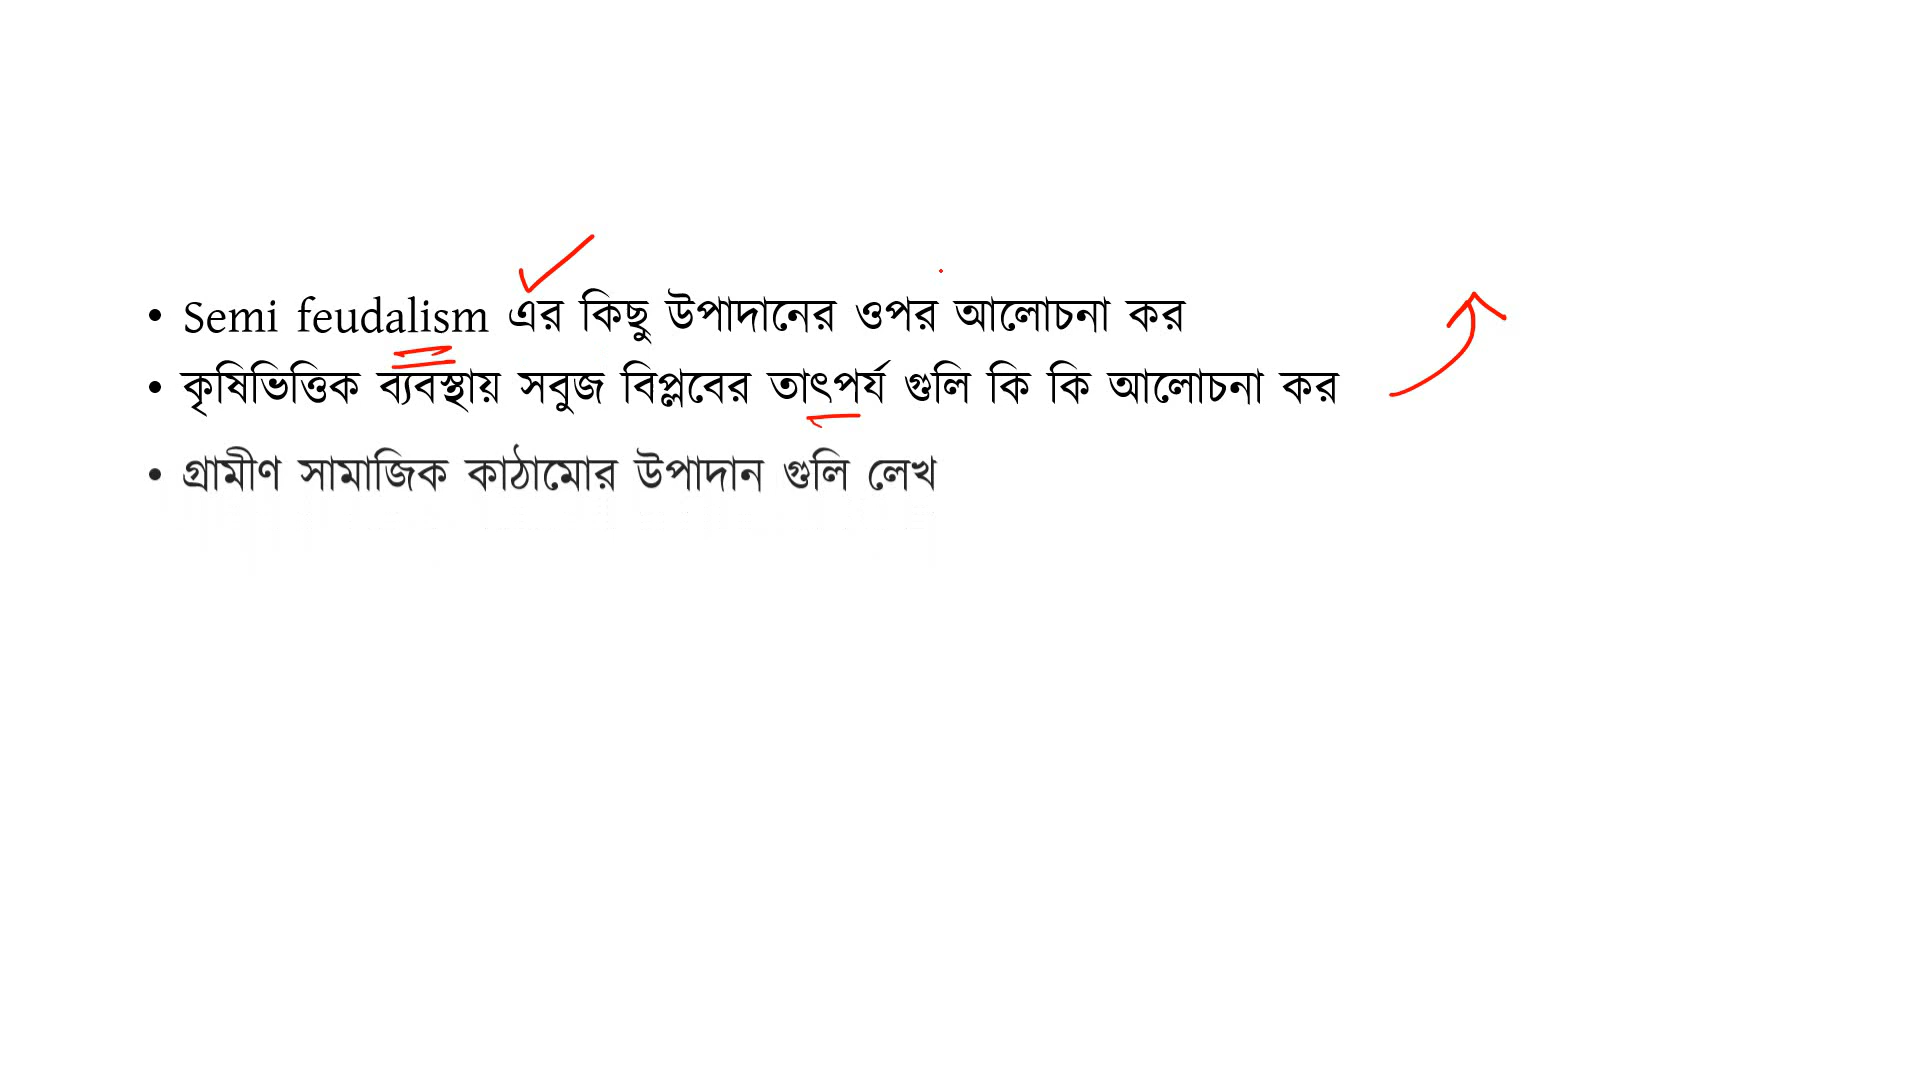 • Semi feudalism এর কিছু উপাদানের ওপর আলোচনা কর
• কৃষিভিত্তিক ব্যবস্থায় সবুজ বিপ্লবের তাৎপর্য গুলি কি কি আলোচনা কর
• গ্রামীণ সামাজিক কাঠামোর উপাদান গুলি লেখ